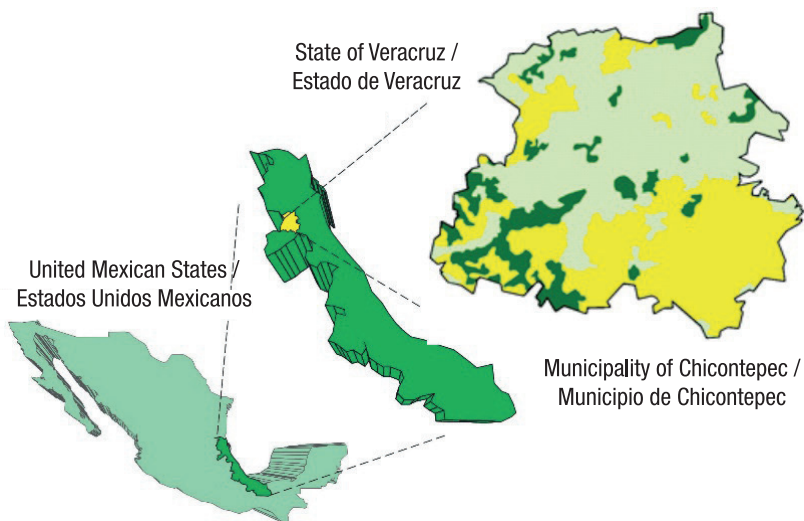 State of Veracruz /
Estado de Veracruz
United Mexican States /
Estados Unidos Mexicanos
Municipality of Chicontepec /
Municipio de Chicontepec